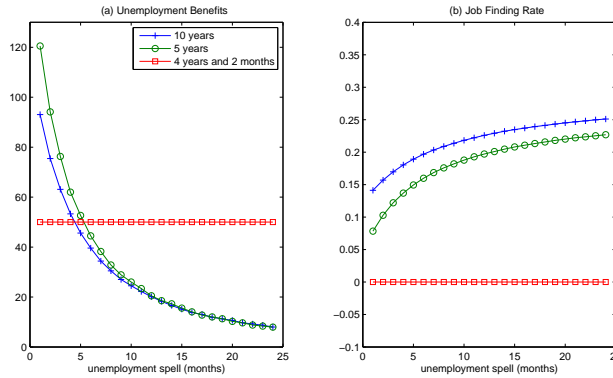 (a) Unemployment Benefits
120
100
80
60
40
20
0
0 5 10 15 20 25
unemployment spell (months)
10 years
5 years
4 years and 2 months
(b) Job Finding Rate
0.4
0.35
0.3
0.25
0.2
0.15
0.1
0.05
0
−0.05
−0.1
0 5 10 15 20 25
unemployment spell (months)